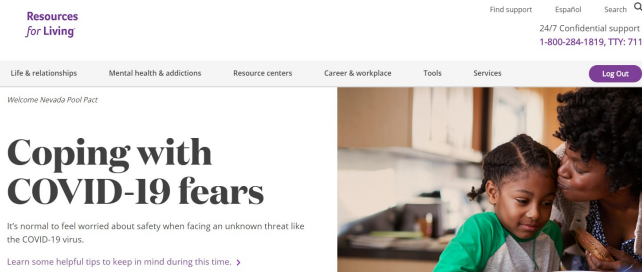 Find support Español Search
Resources
for Living
24/7 Confidential support
1-800-284-1819, TTY: 711
Life & relationships Mental health & addictions Resource centers Career & workplace Tools Services Log Out
Welcome Nevada Pool Pact
Coping with
COVID-19 fears
It's normal to feel worried about safety when facing an unknown threat like
the COVID-19 virus.
Learn some helpful tips to keep in mind during this time. >